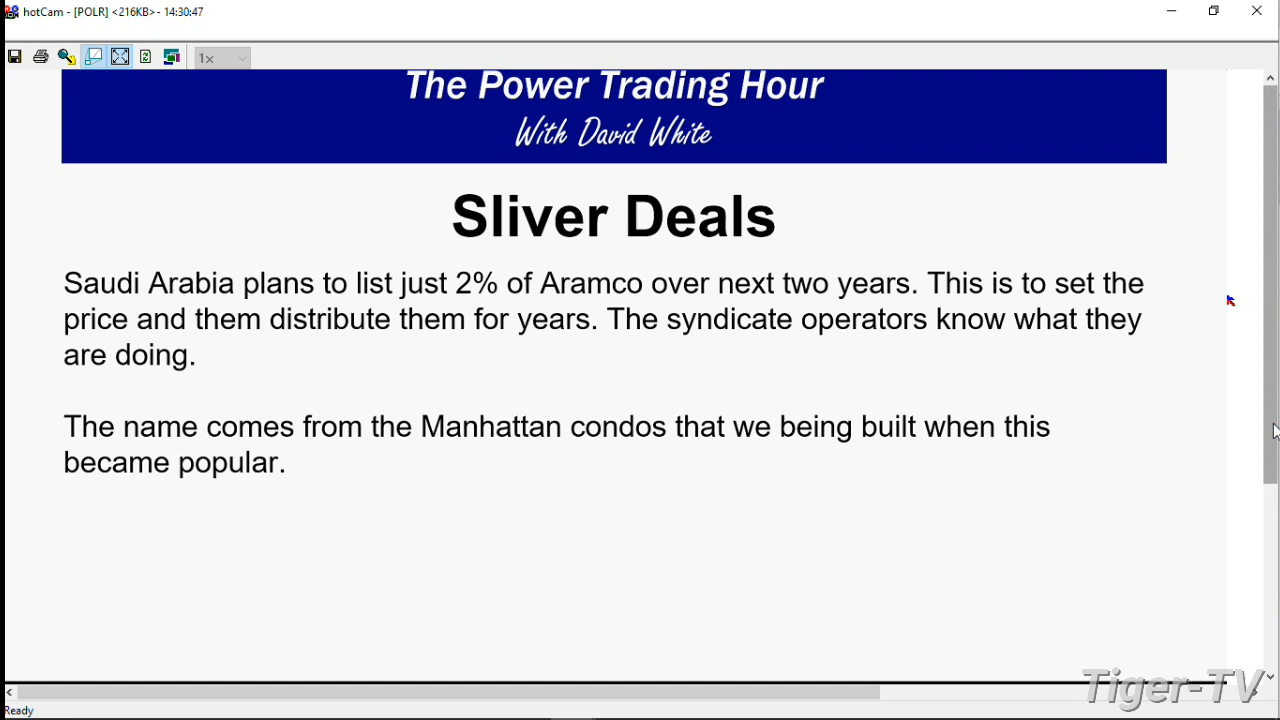 hotCam - [POLR] <216KB> - 14:30:47
1x
The Power Trading Hour
With David White
Sliver Deals
Saudi Arabia plans to list just 2% of Aramco over next two years. This is to set the
price and them distribute them for years. The syndicate operators know what they
are doing.
The name comes from the Manhattan condos that we being built when this
became popular.
Tiger-TV
Ready